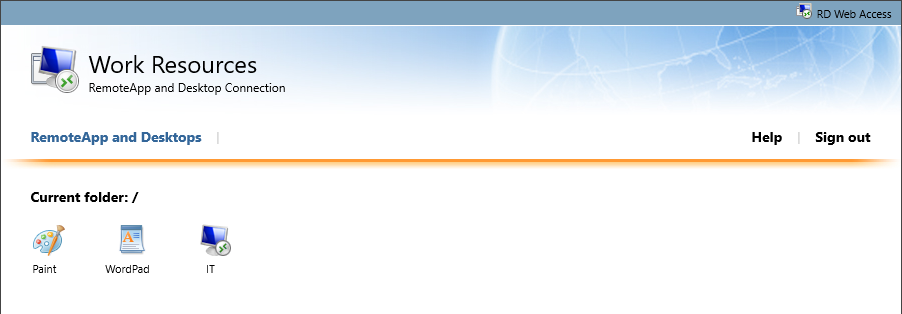 RD Web Access
Work Resources
RemoteApp and Desktop Connection
RemoteApp and Desktops | Help | Sign out
Current folder: /
Paint WordPad IT